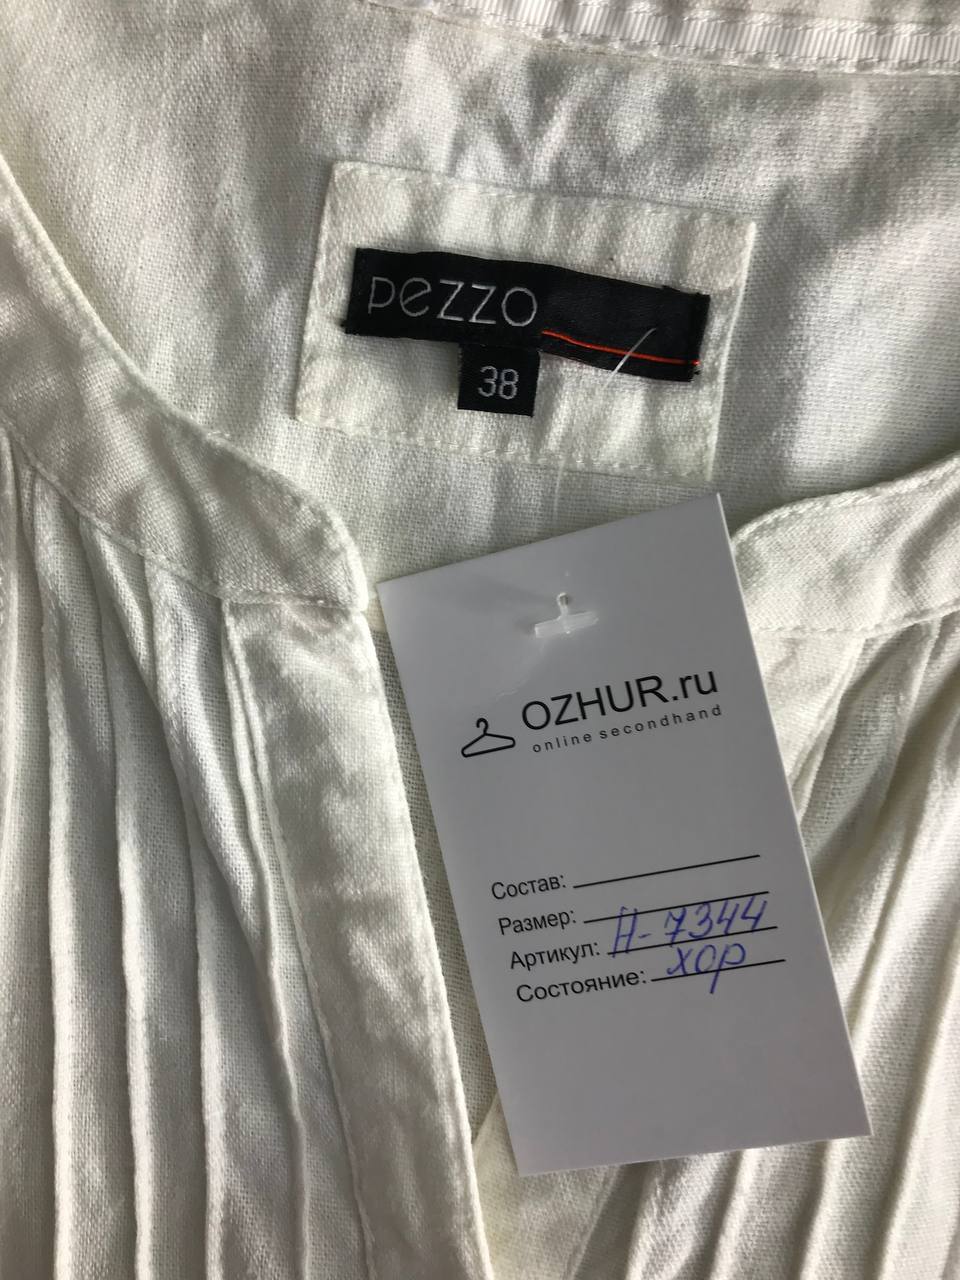 pezzo
38
OZHUR.ru
online secondhand
Состав:
Размер:
Артикул: Н-7344
Состояние: хор